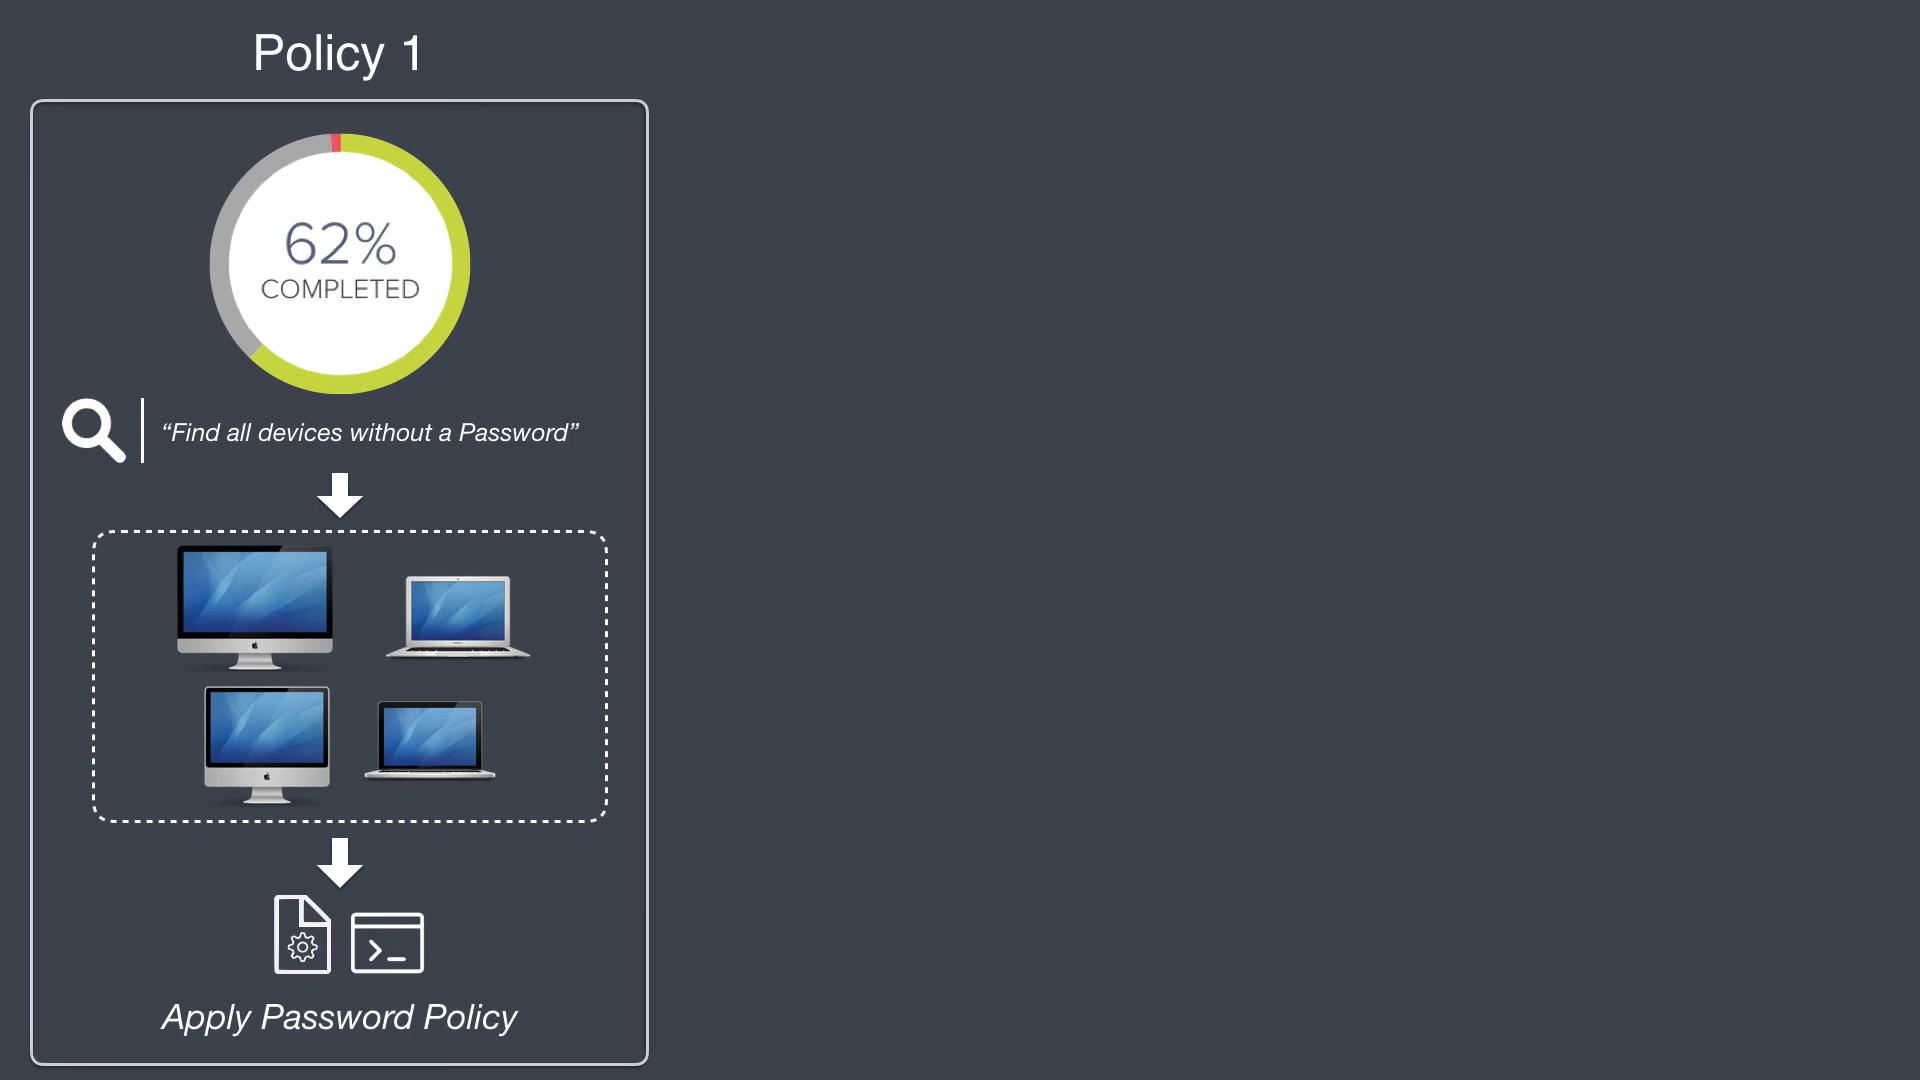 Policy 1
62%
COMPLETED
“Find all devices without a Password”
Apply Password Policy